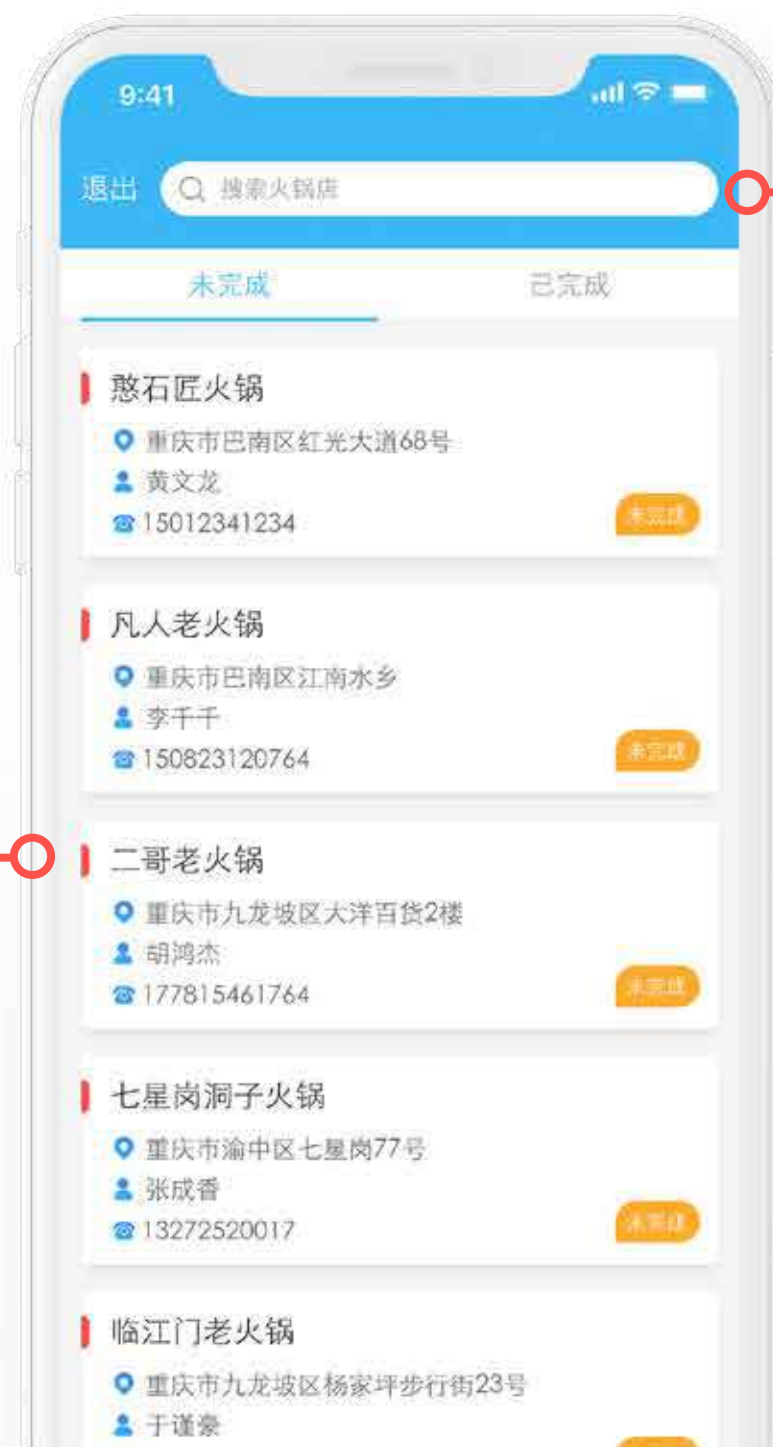 9:41
退出
搜索火锅店
未完成
己完成
憨石匠火锅
重庆市巴南区红光大道68号
黄文龙
15012341234
未完成
凡人老火锅
重庆市巴南区江南水乡
李千千
150823120764
未完成
二哥老火锅
重庆市九龙坡区大洋百货2楼
胡鸿杰
177815461764
未完成
七星岗洞子火锅
重庆市渝中区七星岗77号
张成香
13272520017
未完成
临江门老火锅
重庆市九龙坡区杨家坪步行街23号
于谨豪